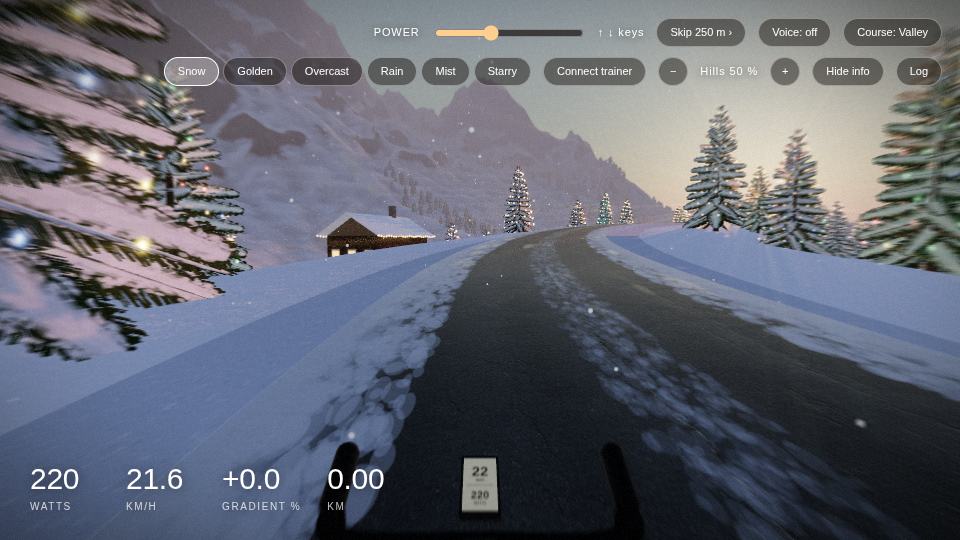 POWER ↑ ↓ keys Skip 250 m › Voice: off Course: Valley
Snow Golden Overcast Rain Mist Starry Connect trainer − Hills 50 % + Hide info Log
22
220
220 21.6 +0.0 0.00
WATTS KM/H GRADIENT % KM